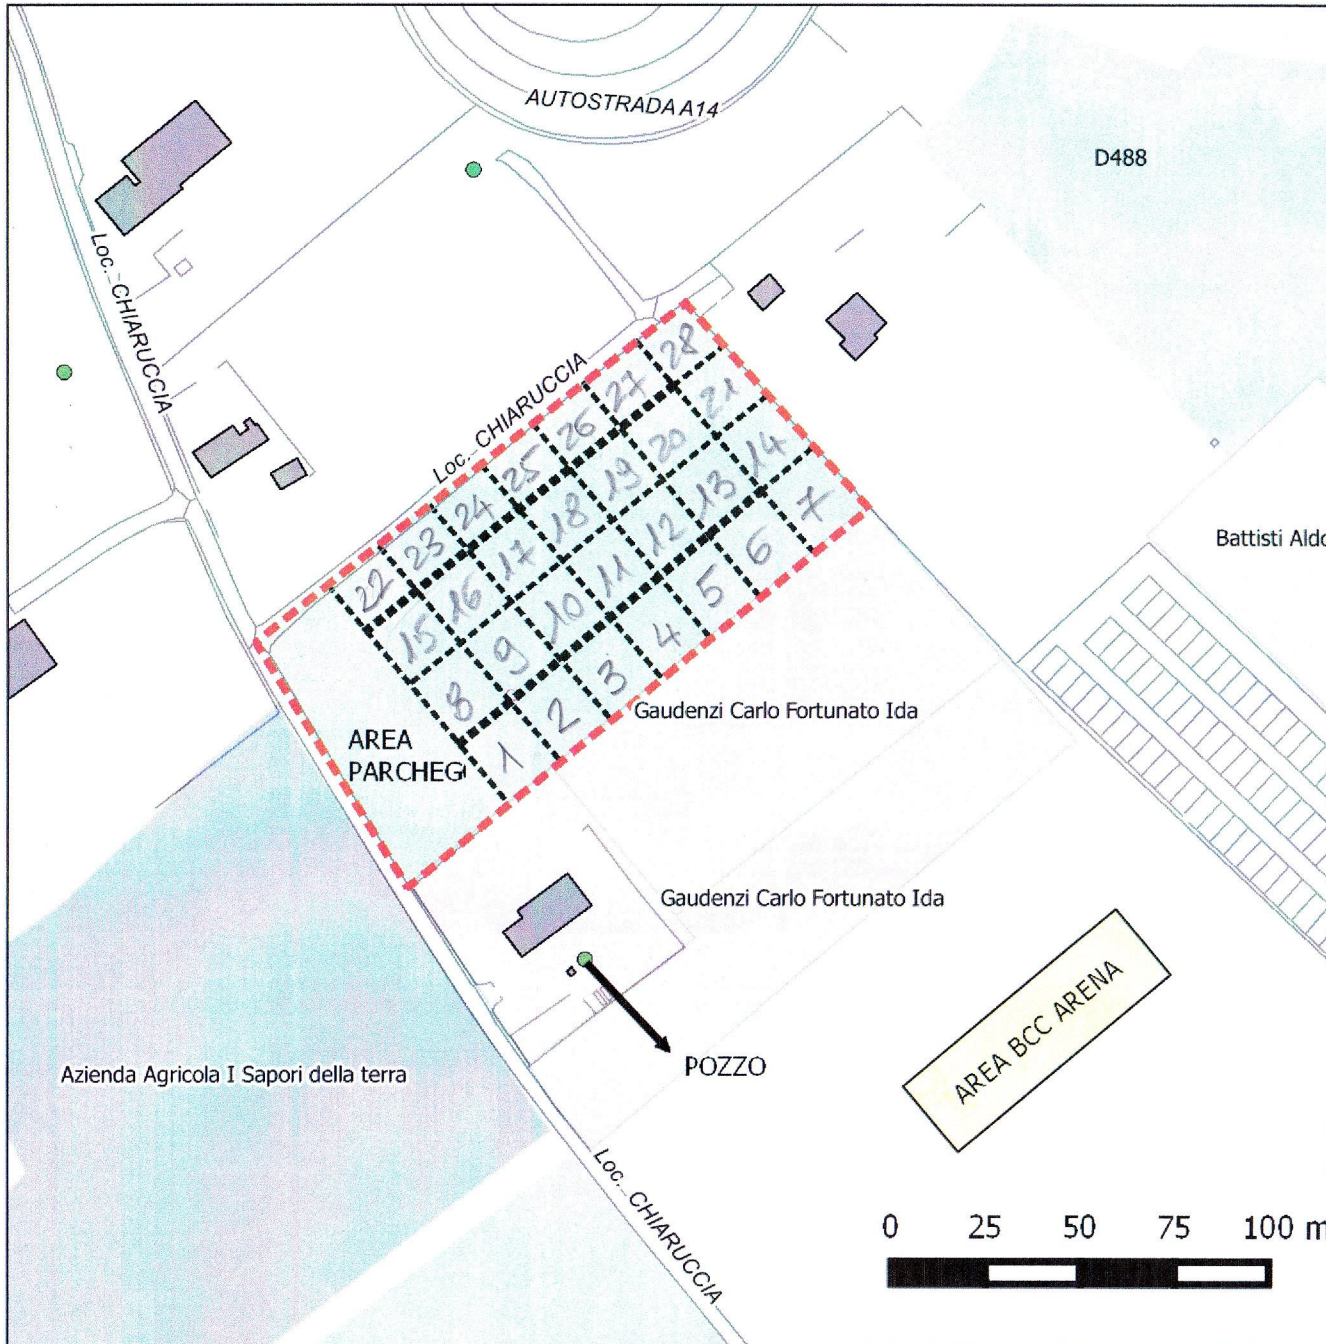 AUTOSTRADA A14
D488
Loc. CHIARUCCIA
Loc. CHIARUCCIA
28
27
26
25
24
23
22
21
20
19
18
17
16
15
14
13
12
11
10
9
8
7
6
5
4
3
2
1
Battisti Aldo
Gaudenzi Carlo Fortunato Ida
AREA
PARCHEG
Gaudenzi Carlo Fortunato Ida
AREA BCC ARENA
POZZO
Azienda Agricola I Sapori della terra
Loc. CHIARUCCIA
0 25 50 75 100 m